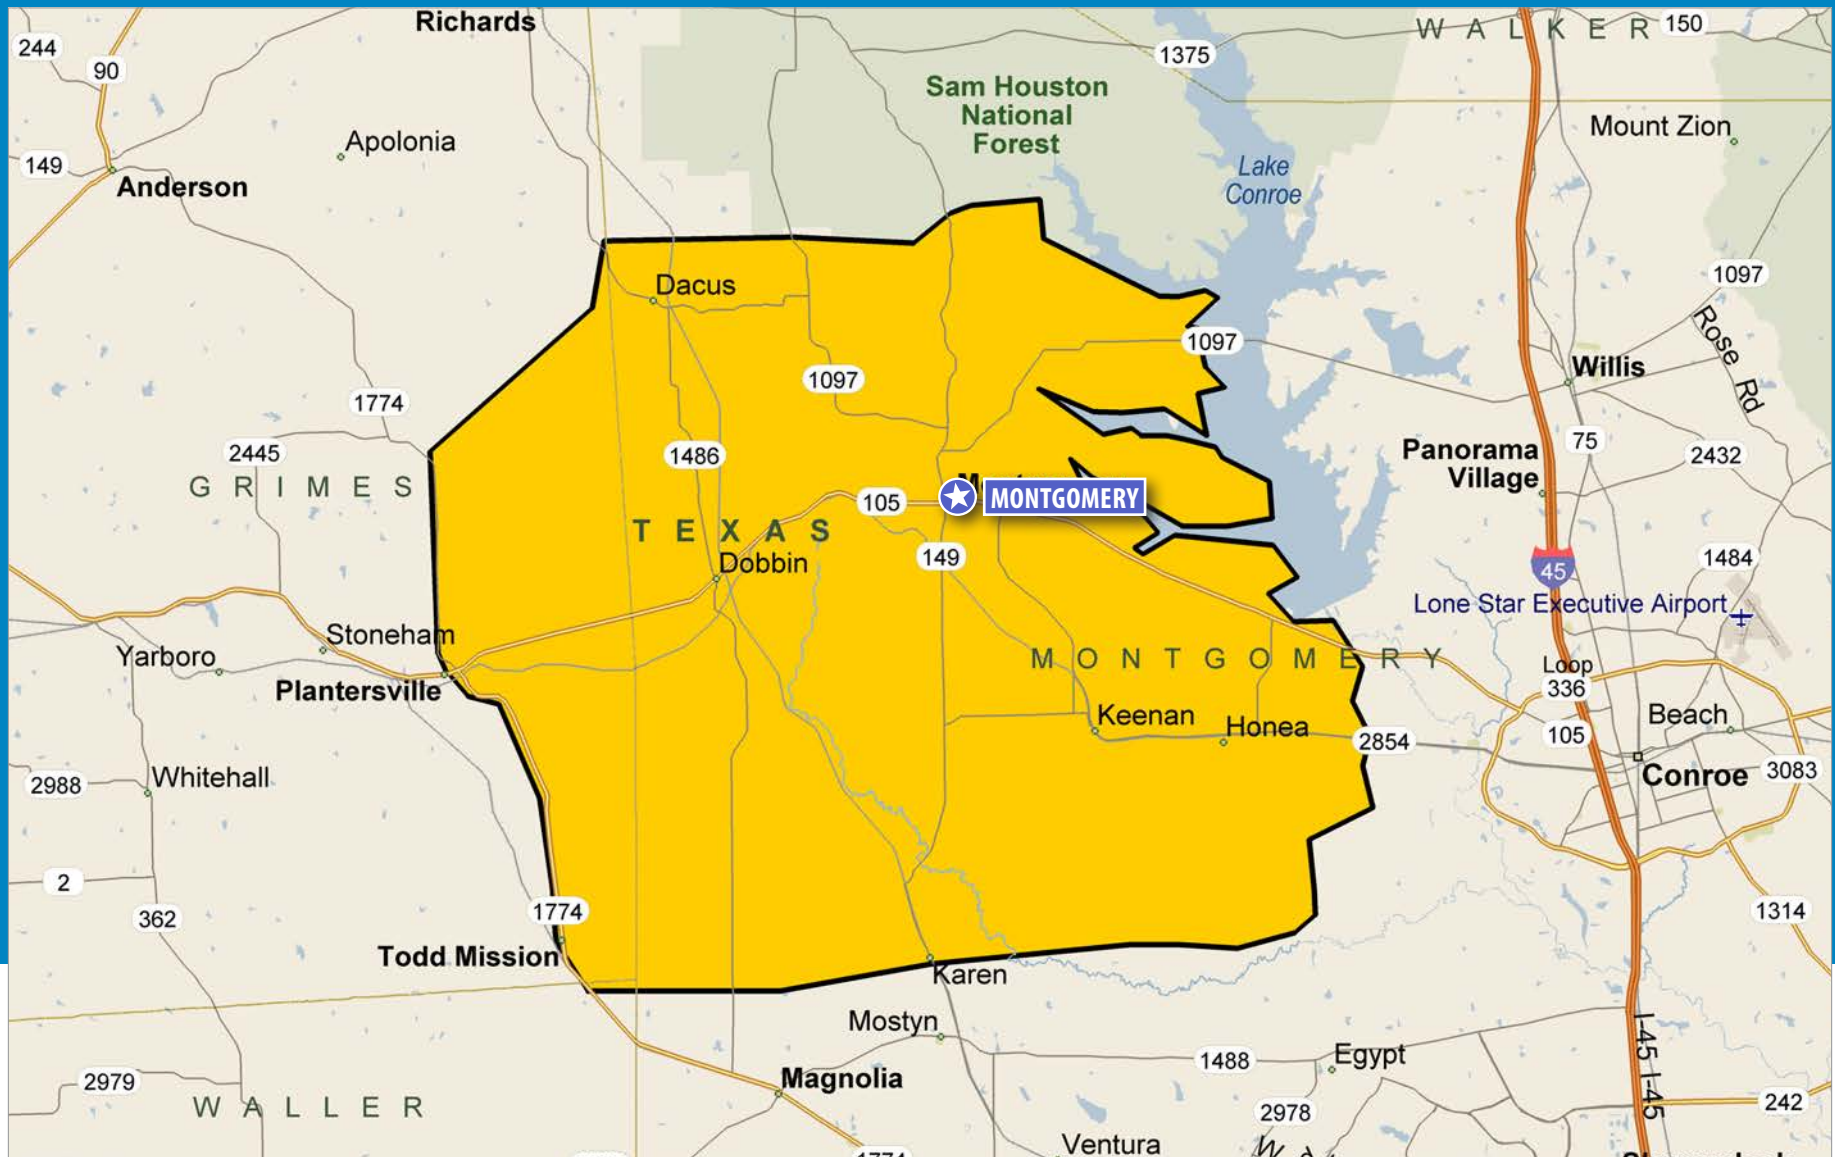 Richards
WALKER
150
244
90
1375
Sam Houston
National
Forest
Mount Zion
Apolonia
149
Anderson
Lake
Conroe
1097
Dacus
Rose Rd
1097
Willis
1097
1774
75
2445
1486
Panorama
Village
2432
GRIMES
105
MONTGOMERY
TEXAS
149
1484
Dobbin
45
Lone Star Executive Airport
Stoneham
Yarboro
MONTGOMERY
Loop
336
Plantersville
Keenan
Honea
Beach
2854
105
Whitehall
2988
Conroe
3083
2
362
1774
1314
Todd Mission
Karen
Mostyn
I-45 I-45
1488
Egypt
2979
Magnolia
WALLER
2978
242
Ventura
1774